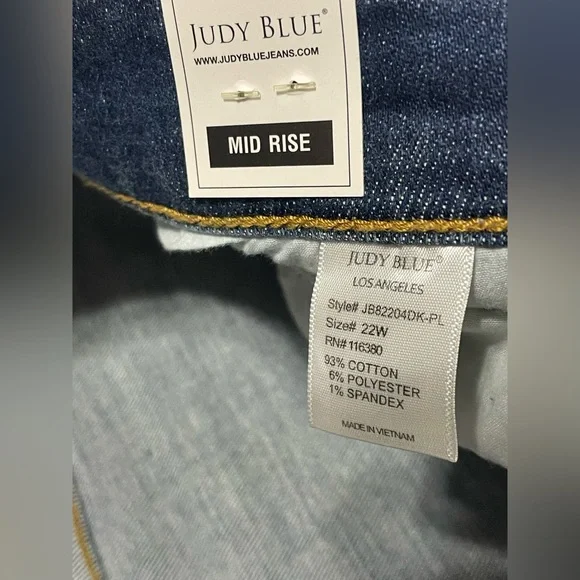 JUDY BLUE®
WWW.JUDYBLUEJEANS.COM
MID RISE
JUDY BLUE®
LOS ANGELES
Style# JB82204DK-PL
Size# 22W
RN# 116380
93% COTTON
6% POLYESTER
1% SPANDEX
MADE IN VIETNAM